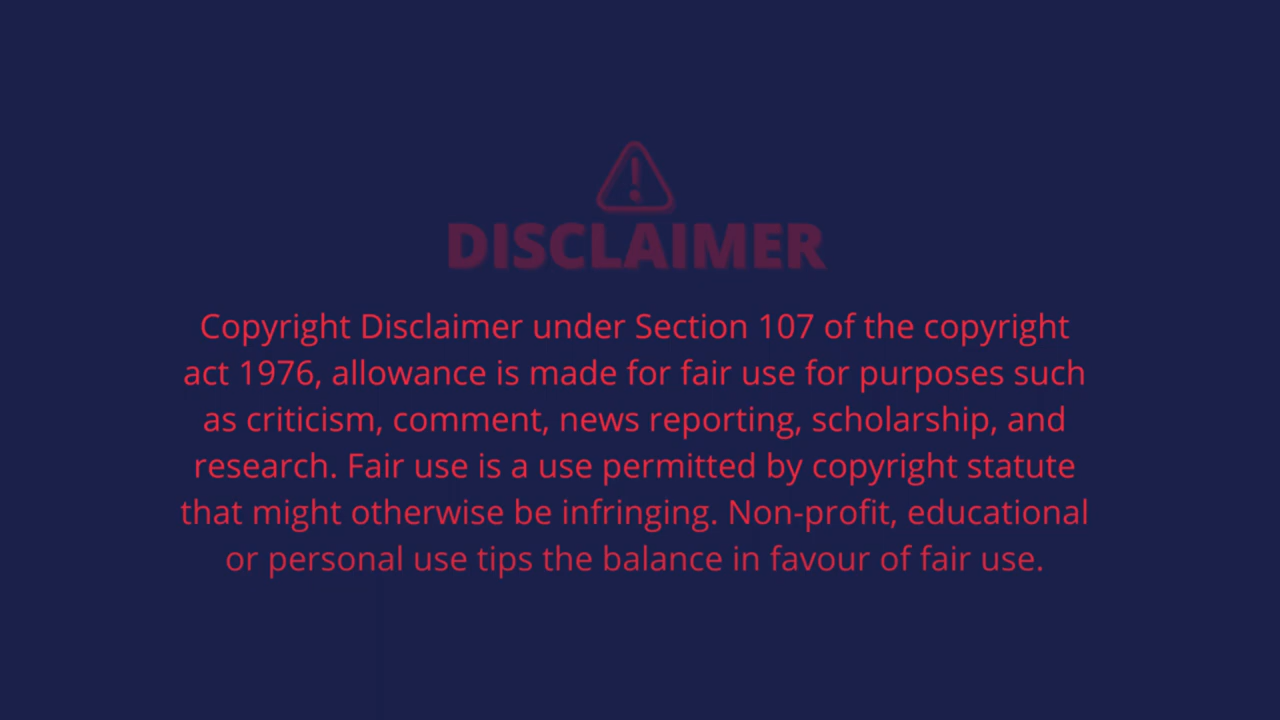 DISCLAIMER
Copyright Disclaimer under Section 107 of the copyright
act 1976, allowance is made for fair use for purposes such
as criticism, comment, news reporting, scholarship, and
research. Fair use is a use permitted by copyright statute
that might otherwise be infringing. Non-profit, educational
or personal use tips the balance in favour of fair use.